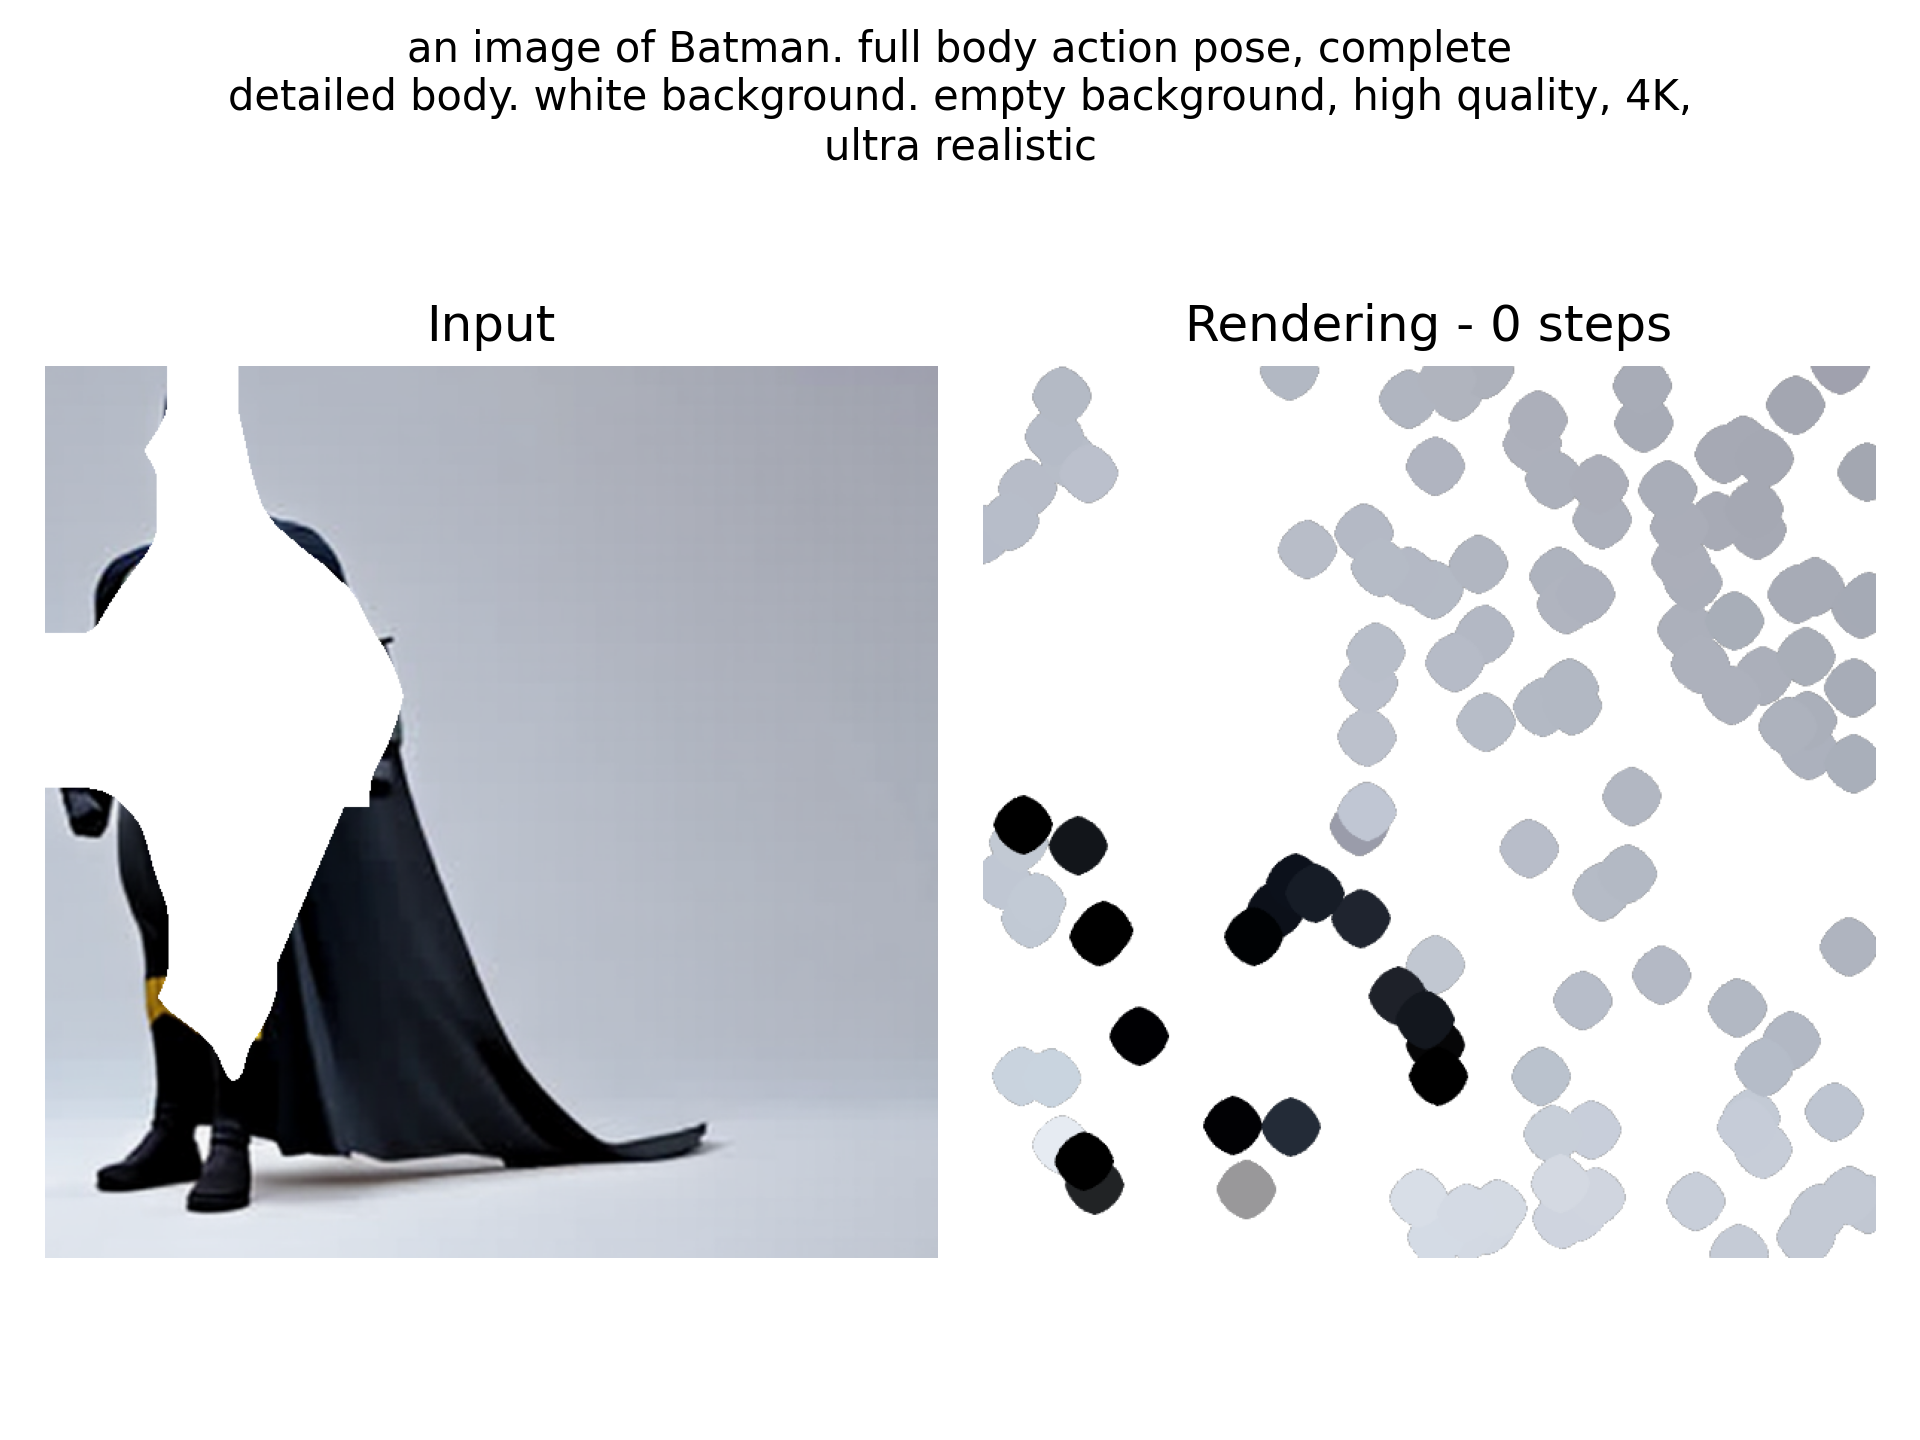 an image of Batman. full body action pose, complete
detailed body. white background. empty background, high quality, 4K,
ultra realistic
Input
Rendering - 0 steps